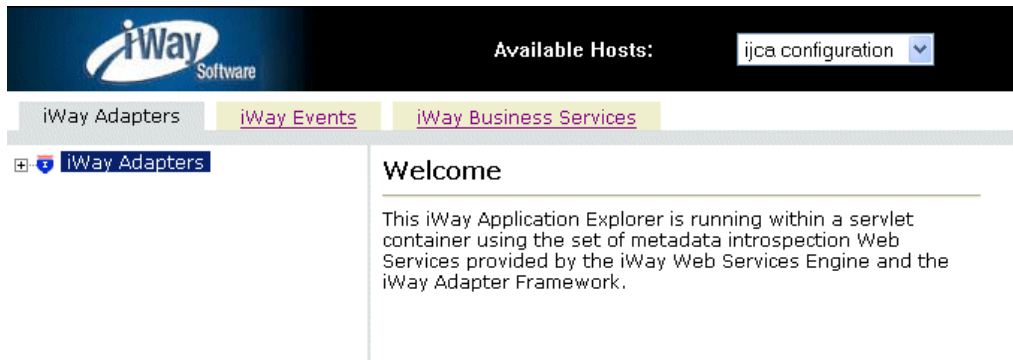 iWay
Software
Available Hosts:
ijca configuration
iWay Adapters
iWay Events
iWay Business Services
iWay Adapters
Welcome
This iWay Application Explorer is running within a servlet
container using the set of metadata introspection Web
Services provided by the iWay Web Services Engine and the
iWay Adapter Framework.